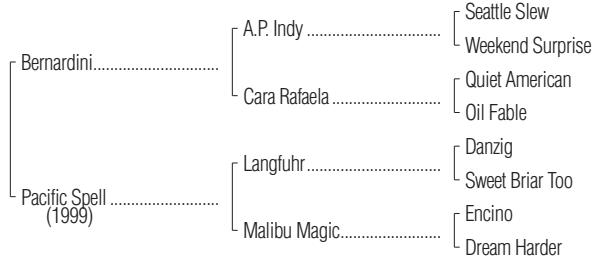 Seattle Slew
A.P. Indy ................................
Weekend Surprise
Bernardini..............................
Quiet American
Cara Rafaela ..........................
Oil Fable
Danzig
Langfuhr................................
Sweet Briar Too
Pacific Spell ..........................
(1999)
Encino
Malibu Magic........................
Dream Harder